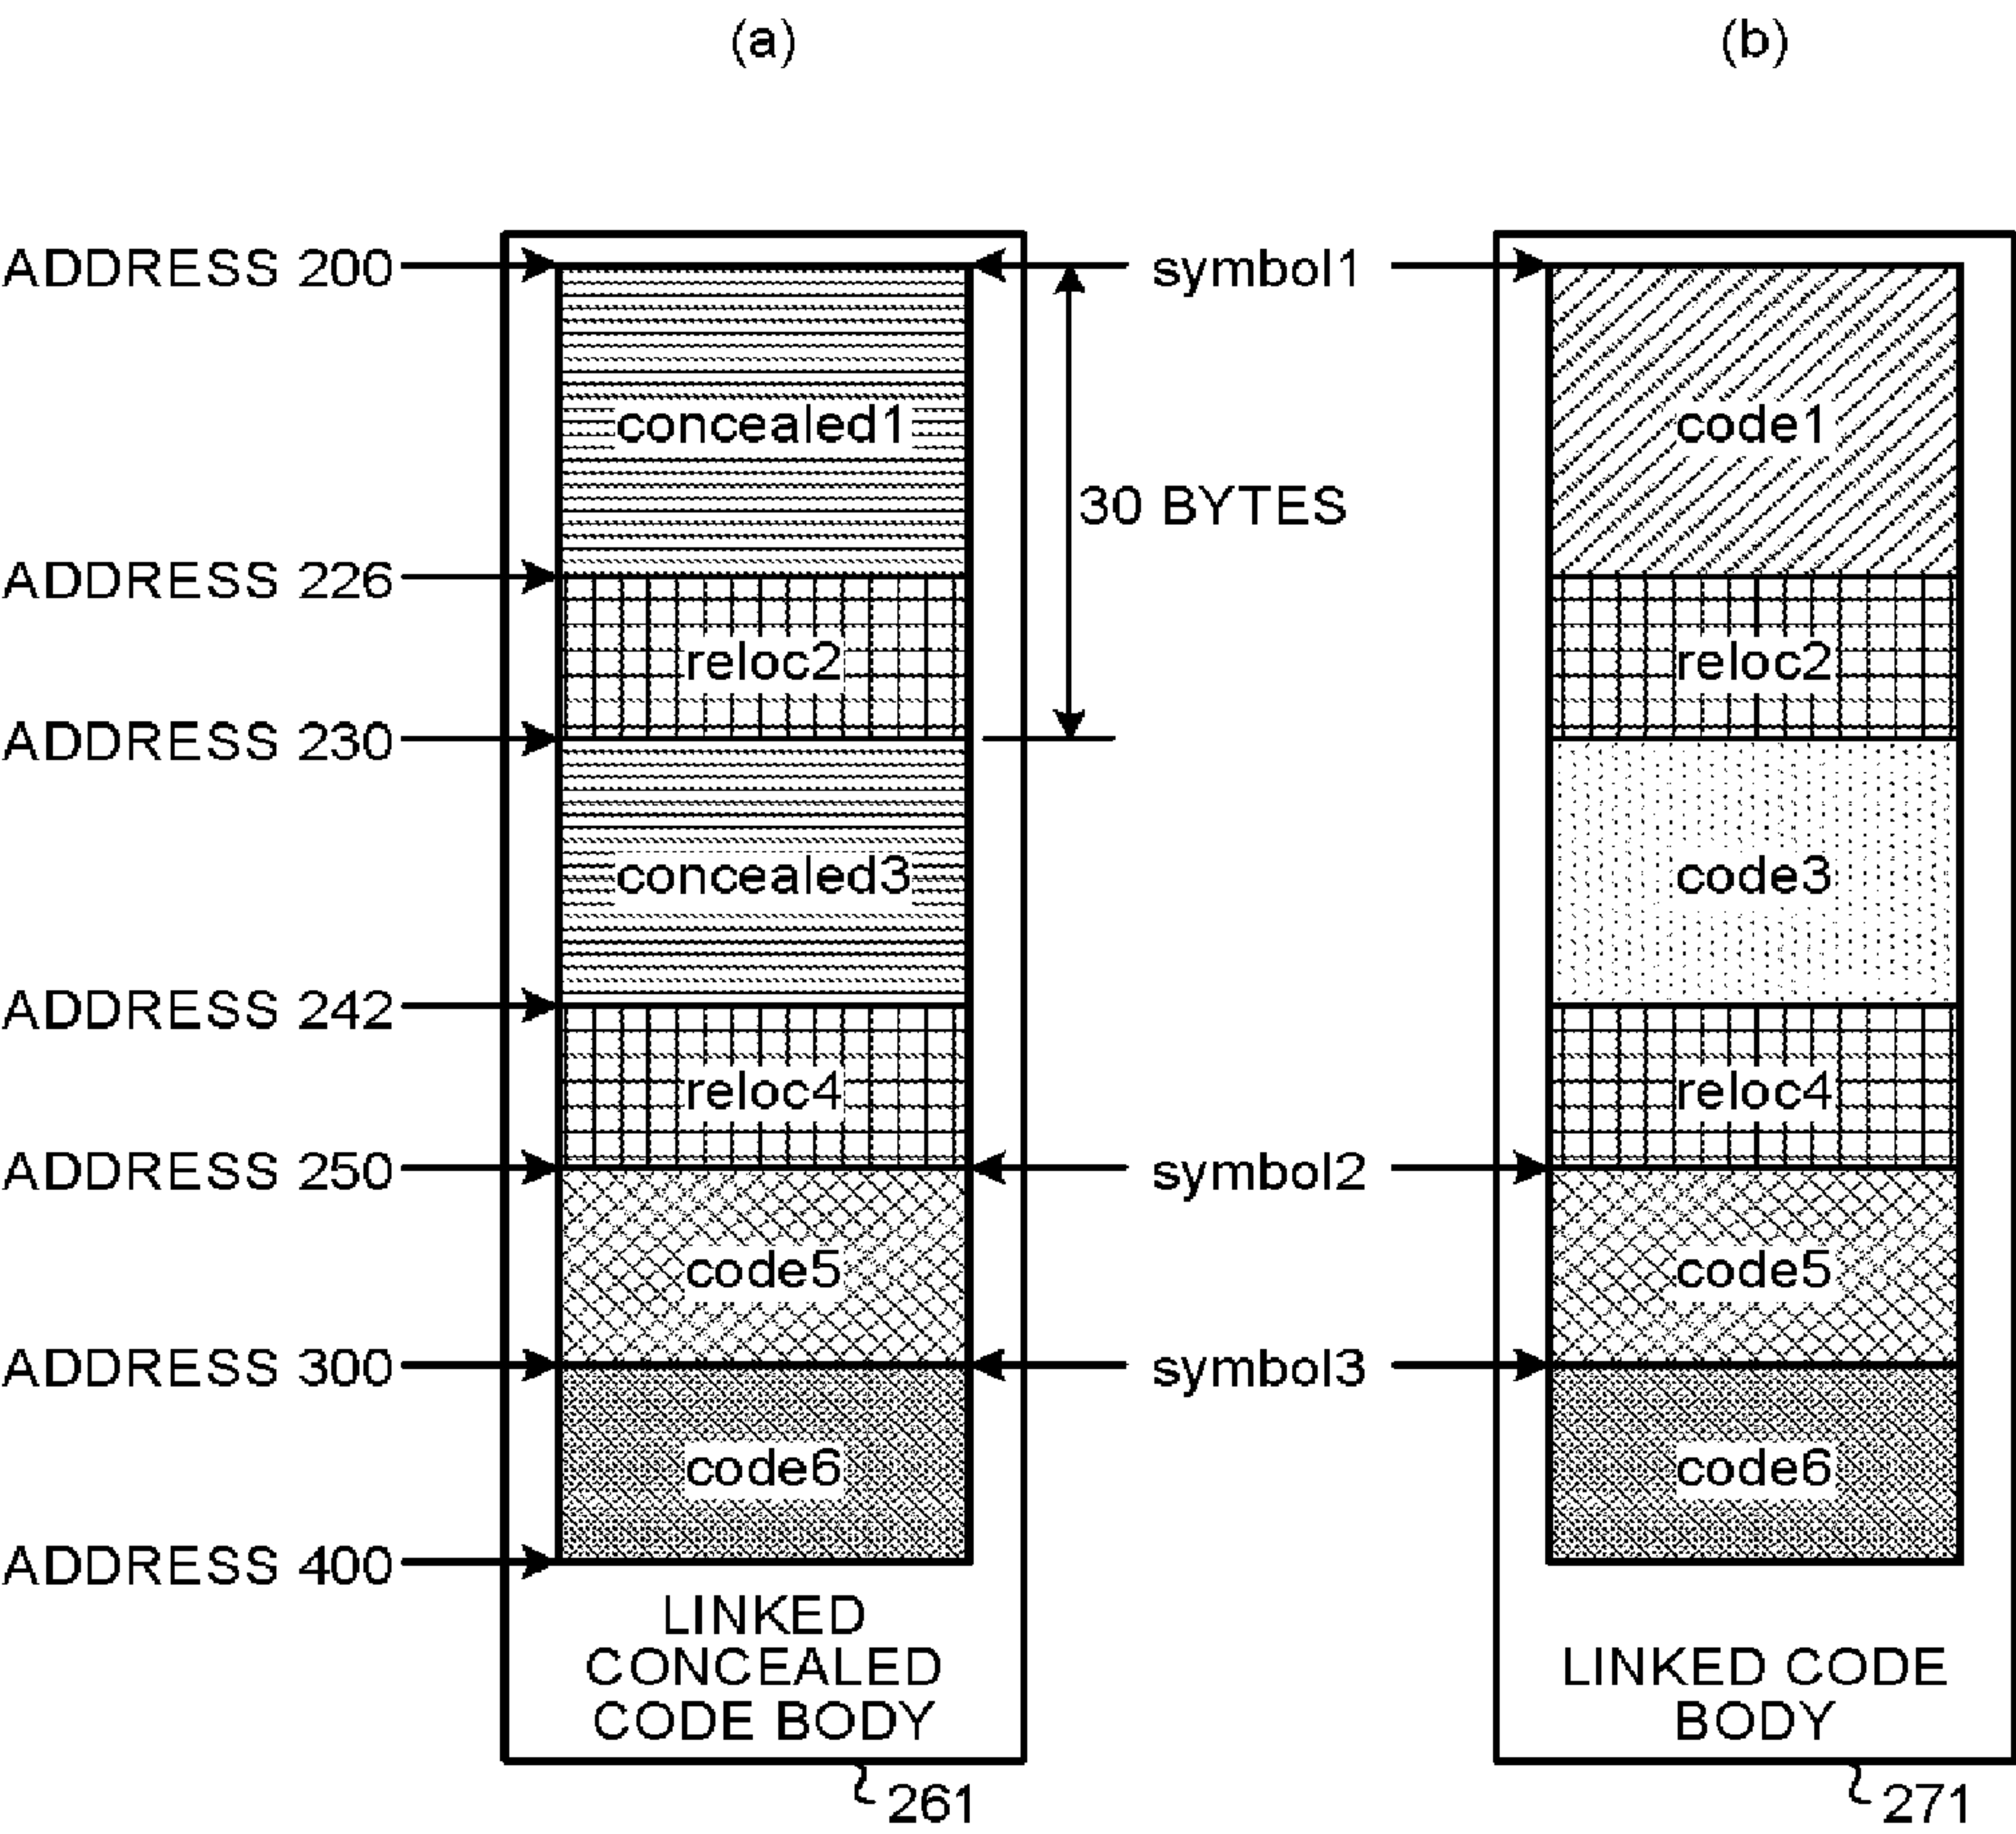 (a)
(b)
ADDRESS 200
symbol1
concealed1
code1
30 BYTES
ADDRESS 226
reloc2
reloc2
ADDRESS 230
concealed3
code3
ADDRESS 242
reloc4
reloc4
ADDRESS 250
symbol2
code5
code5
ADDRESS 300
symbol3
code6
code6
ADDRESS 400
LINKED
CONCEALED
CODE BODY
LINKED CODE
BODY
261
271